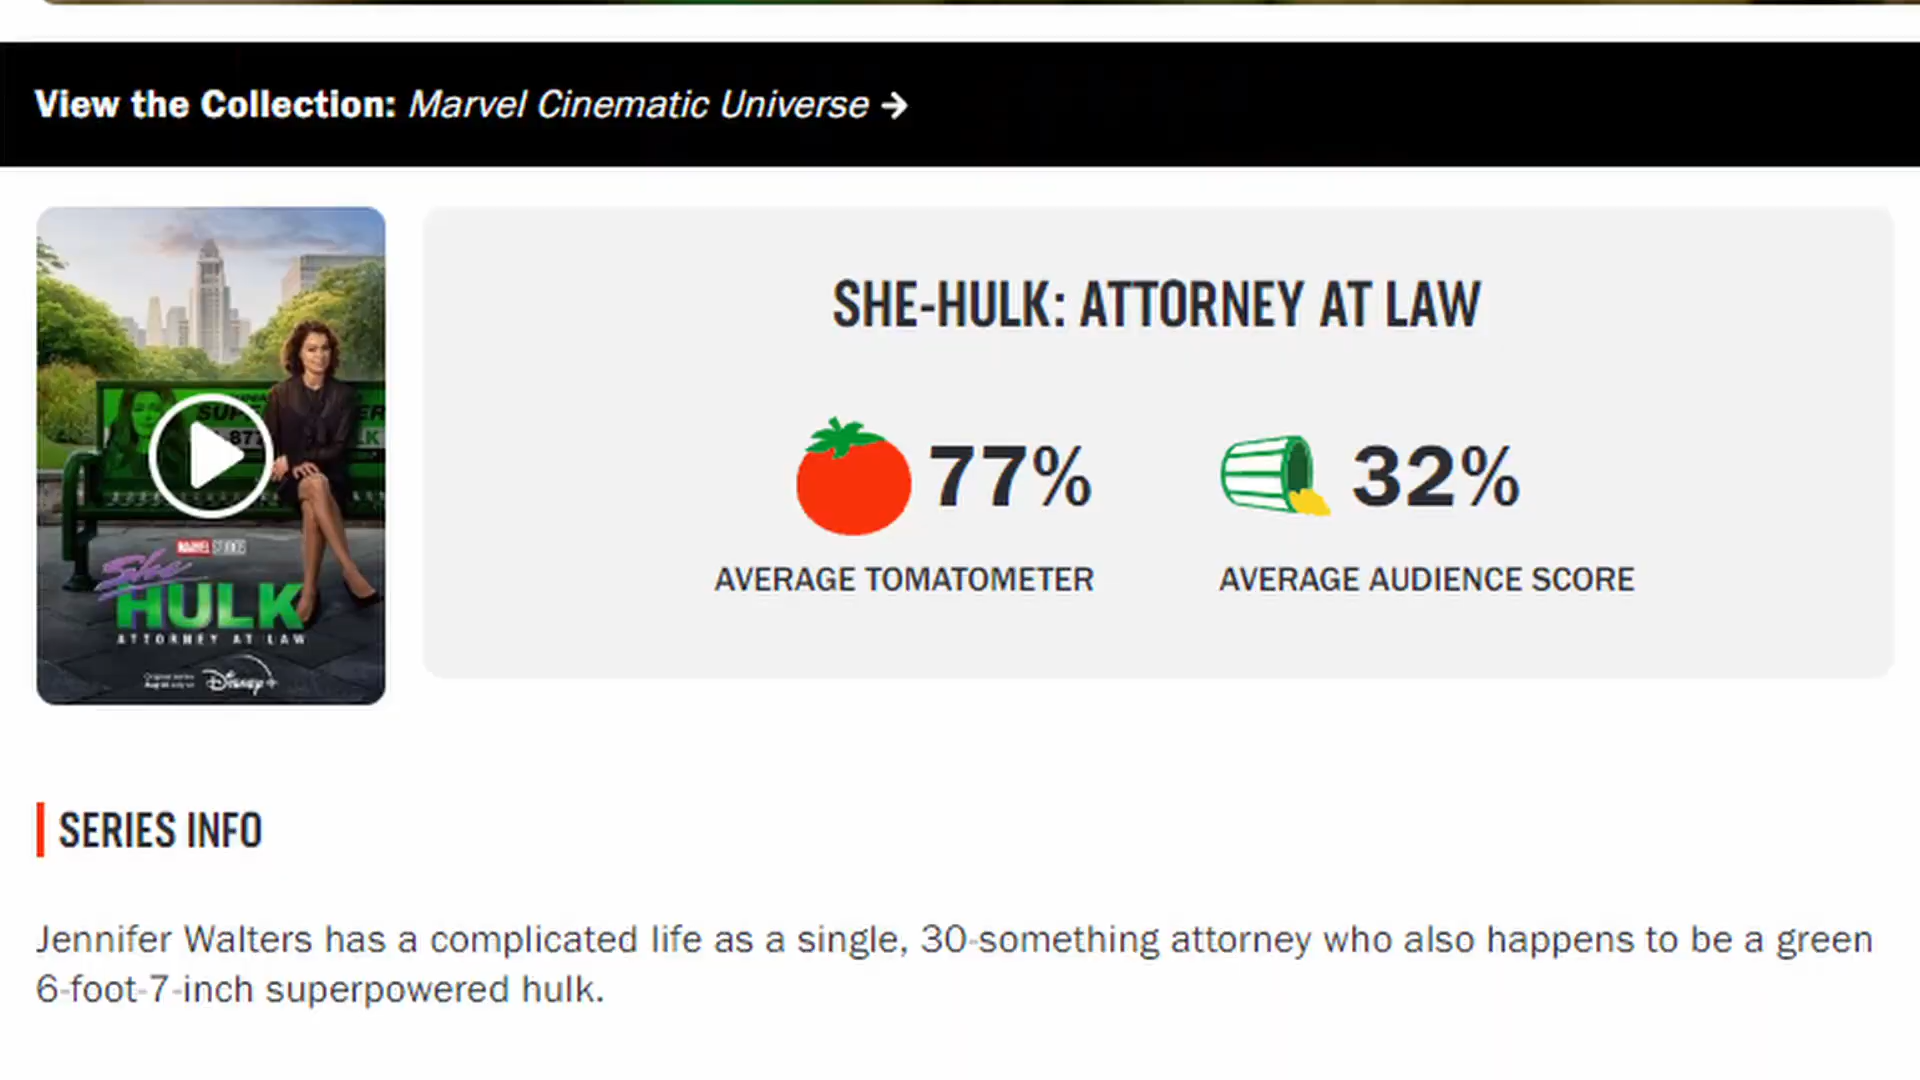 View the Collection: Marvel Cinematic Universe →
SHE-HULK: ATTORNEY AT LAW
77%
32%
AVERAGE TOMATOMETER
AVERAGE AUDIENCE SCORE
MARVEL STUDIOS
She
HULK
ATTORNEY AT LAW
Disney+
SERIES INFO
Jennifer Walters has a complicated life as a single, 30-something attorney who also happens to be a green
6-foot-7-inch superpowered hulk.